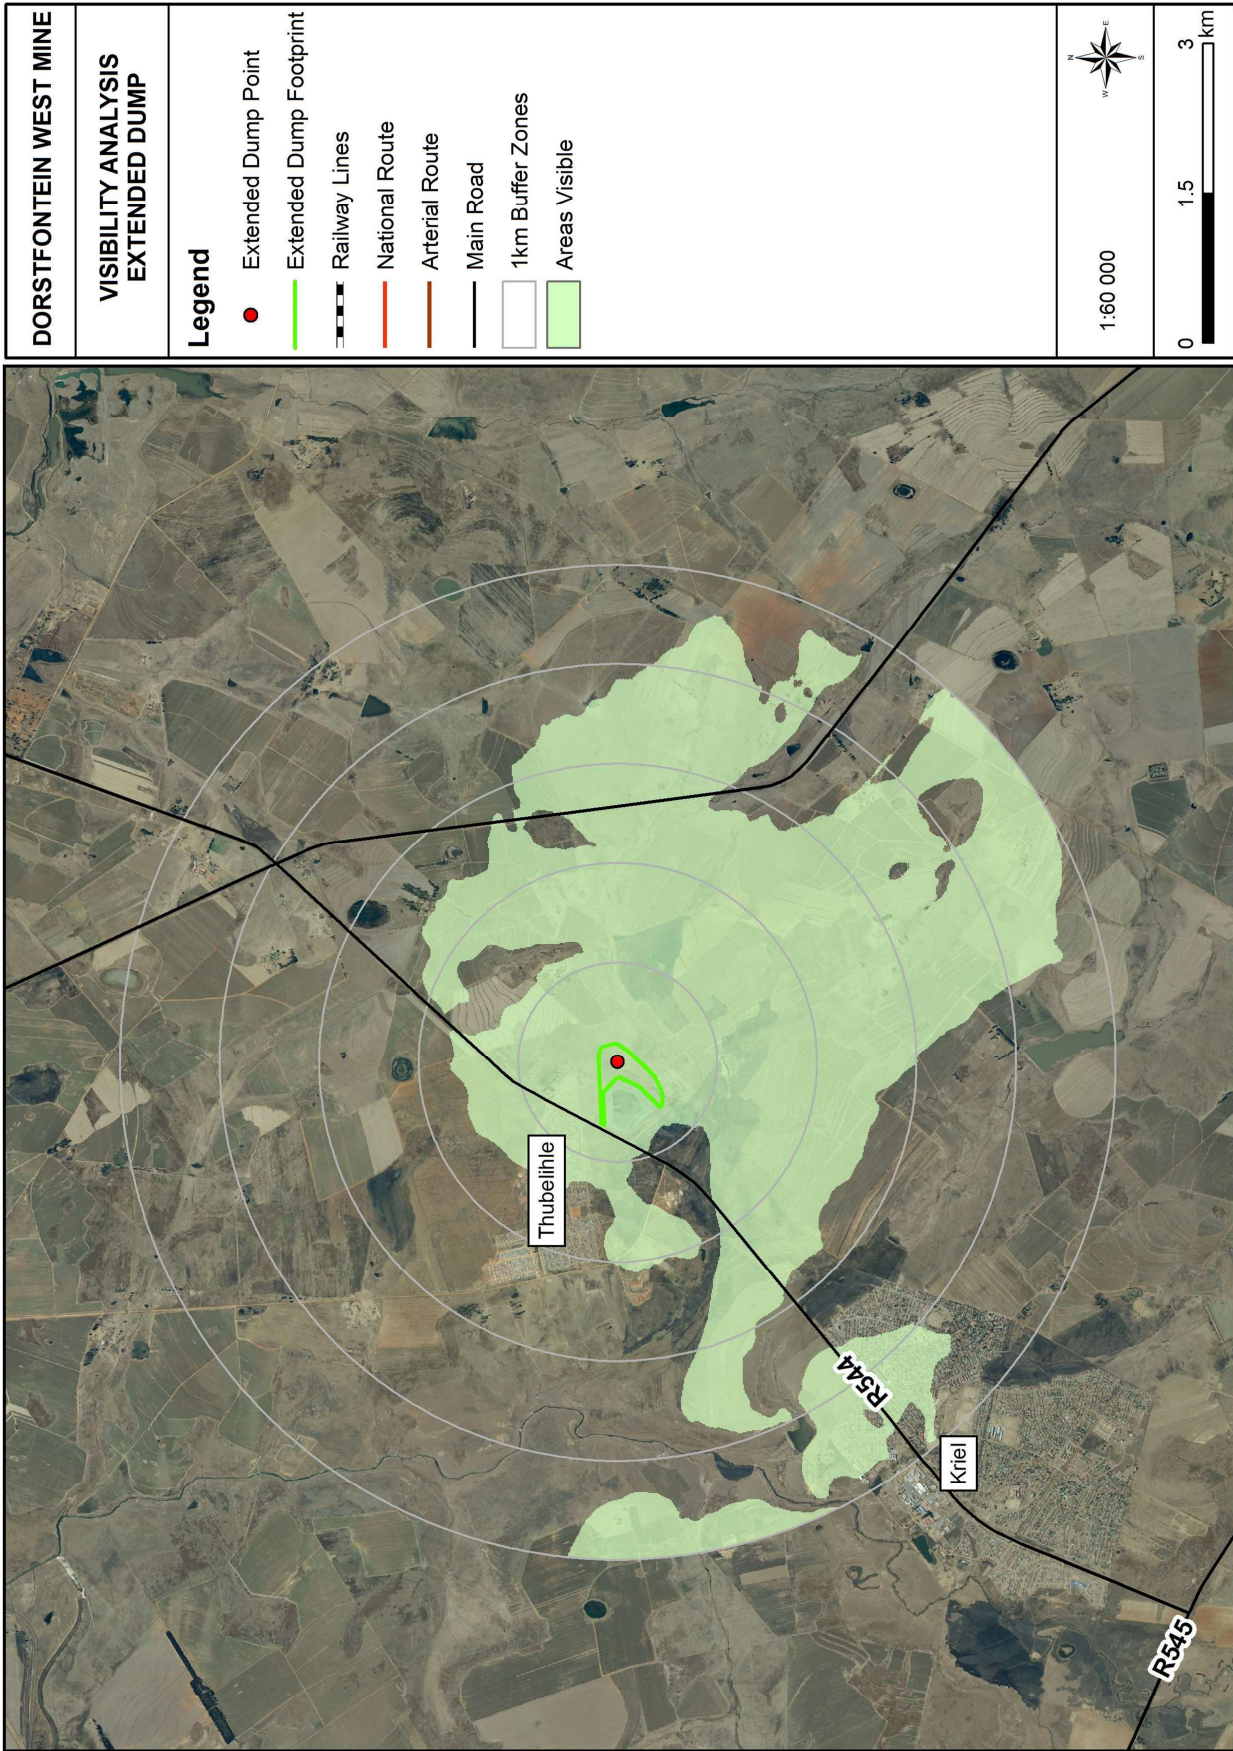 DORSTFONTEIN WEST MINE
VISIBILITY ANALYSIS
EXTENDED DUMP
Legend
Extended Dump Point
Extended Dump Footprint
Railway Lines
National Route
Arterial Route
Main Road
1km Buffer Zones
Areas Visible
N
W
E
S
1:60 000
0
1.5
3
km
Thubelihle
R544
Kriel
R545